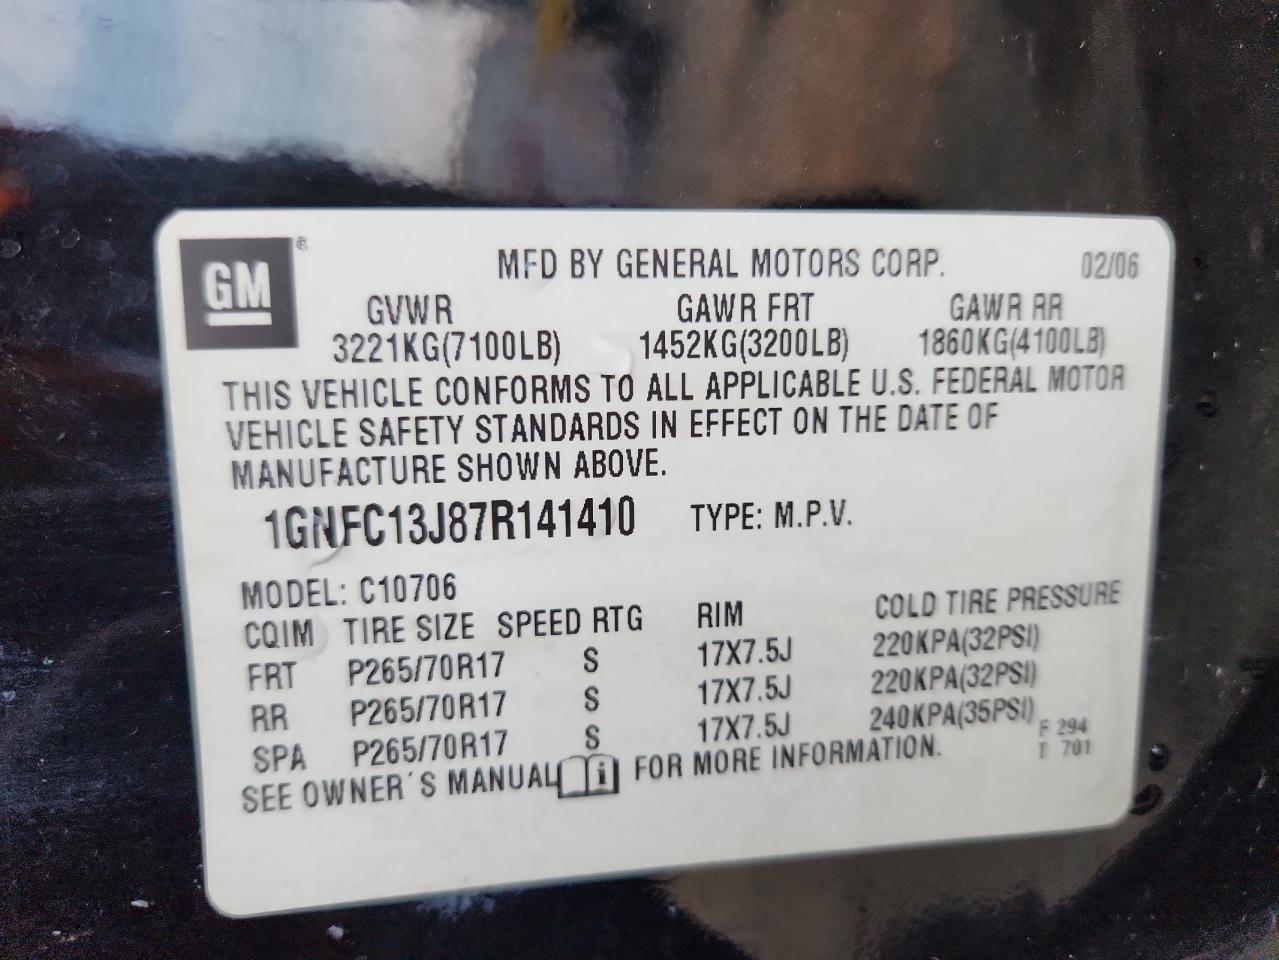 GM ®
MFD BY GENERAL MOTORS CORP. 02/06
GVWR GAWR FRT GAWR RR
3221KG(7100LB) 1452KG(3200LB) 1860KG(4100LB)
THIS VEHICLE CONFORMS TO ALL APPLICABLE U.S. FEDERAL MOTOR
VEHICLE SAFETY STANDARDS IN EFFECT ON THE DATE OF
MANUFACTURE SHOWN ABOVE.
1GNFC13J87R141410 TYPE: M.P.V.
MODEL: C10706
CQIM TIRE SIZE SPEED RTG RIM COLD TIRE PRESSURE
FRT P265/70R17 S 17X7.5J 220KPA(32PSI)
RR P265/70R17 S 17X7.5J 220KPA(32PSI)
SPA P265/70R17 S 17X7.5J 240KPA(35PSI)
SEE OWNER'S MANUAL i FOR MORE INFORMATION.
F 294
T 701